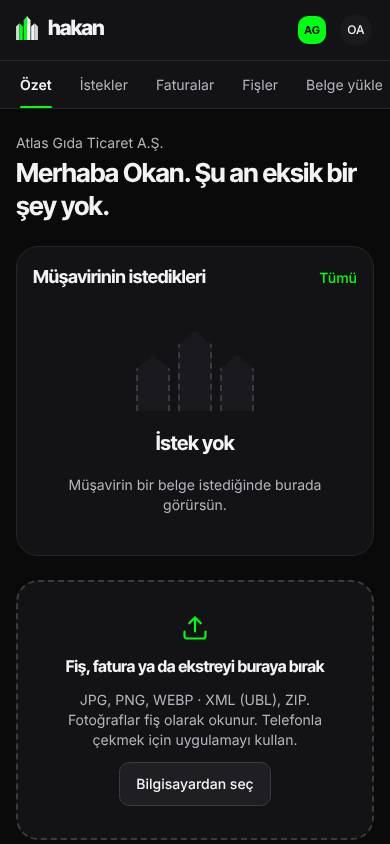 hakan
AG
OA
Özet
İstekler
Faturalar
Fişler
Belge yükle
Atlas Gıda Ticaret A.Ş.
Merhaba Okan. Şu an eksik bir
şey yok.
Müşavirinin istedikleri
Tümü
İstek yok
Müşavirin bir belge istediğinde burada
görürsün.
Fiş, fatura ya da ekstreyi buraya bırak
JPG, PNG, WEBP · XML (UBL), ZIP.
Fotoğraflar fiş olarak okunur. Telefonla
çekmek için uygulamayı kullan.
Bilgisayardan seç